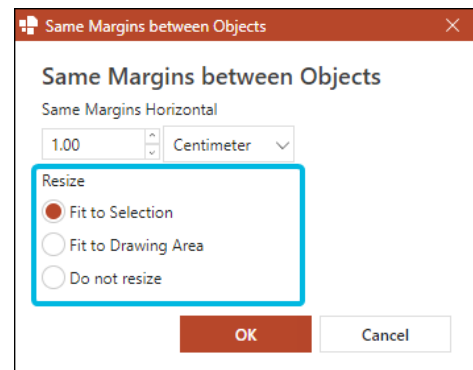 Same Margins between Objects
Same Margins between Objects
Same Margins Horizontal
1.00 Centimeter
Resize
Fit to Selection
Fit to Drawing Area
Do not resize
OK Cancel